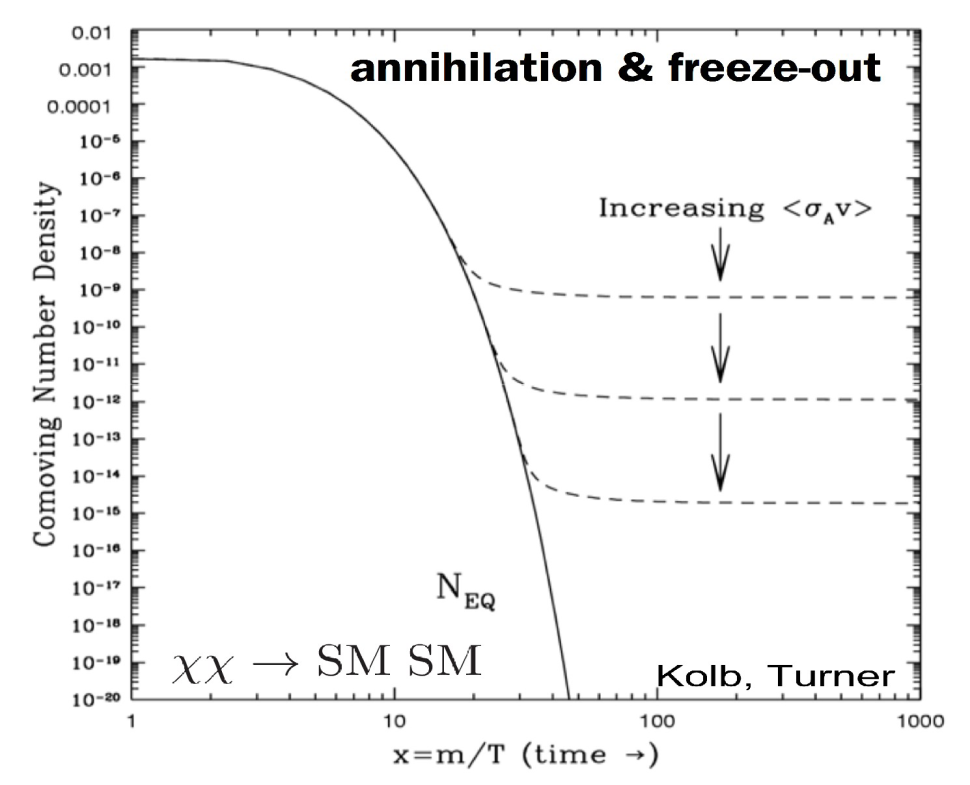 annihilation & freeze-out
0.01
0.001
0.0001
10⁻⁵
10⁻⁶
10⁻⁷
10⁻⁸
10⁻⁹
10⁻¹⁰
10⁻¹¹
10⁻¹²
10⁻¹³
10⁻¹⁴
10⁻¹⁵
10⁻¹⁶
10⁻¹⁷
10⁻¹⁸
10⁻¹⁹
10⁻²⁰
Comoving Number Density
Increasing <σ_A v>
N_EQ
χχ → SM SM
Kolb, Turner
1 10 100 1000
x=m/T (time →)